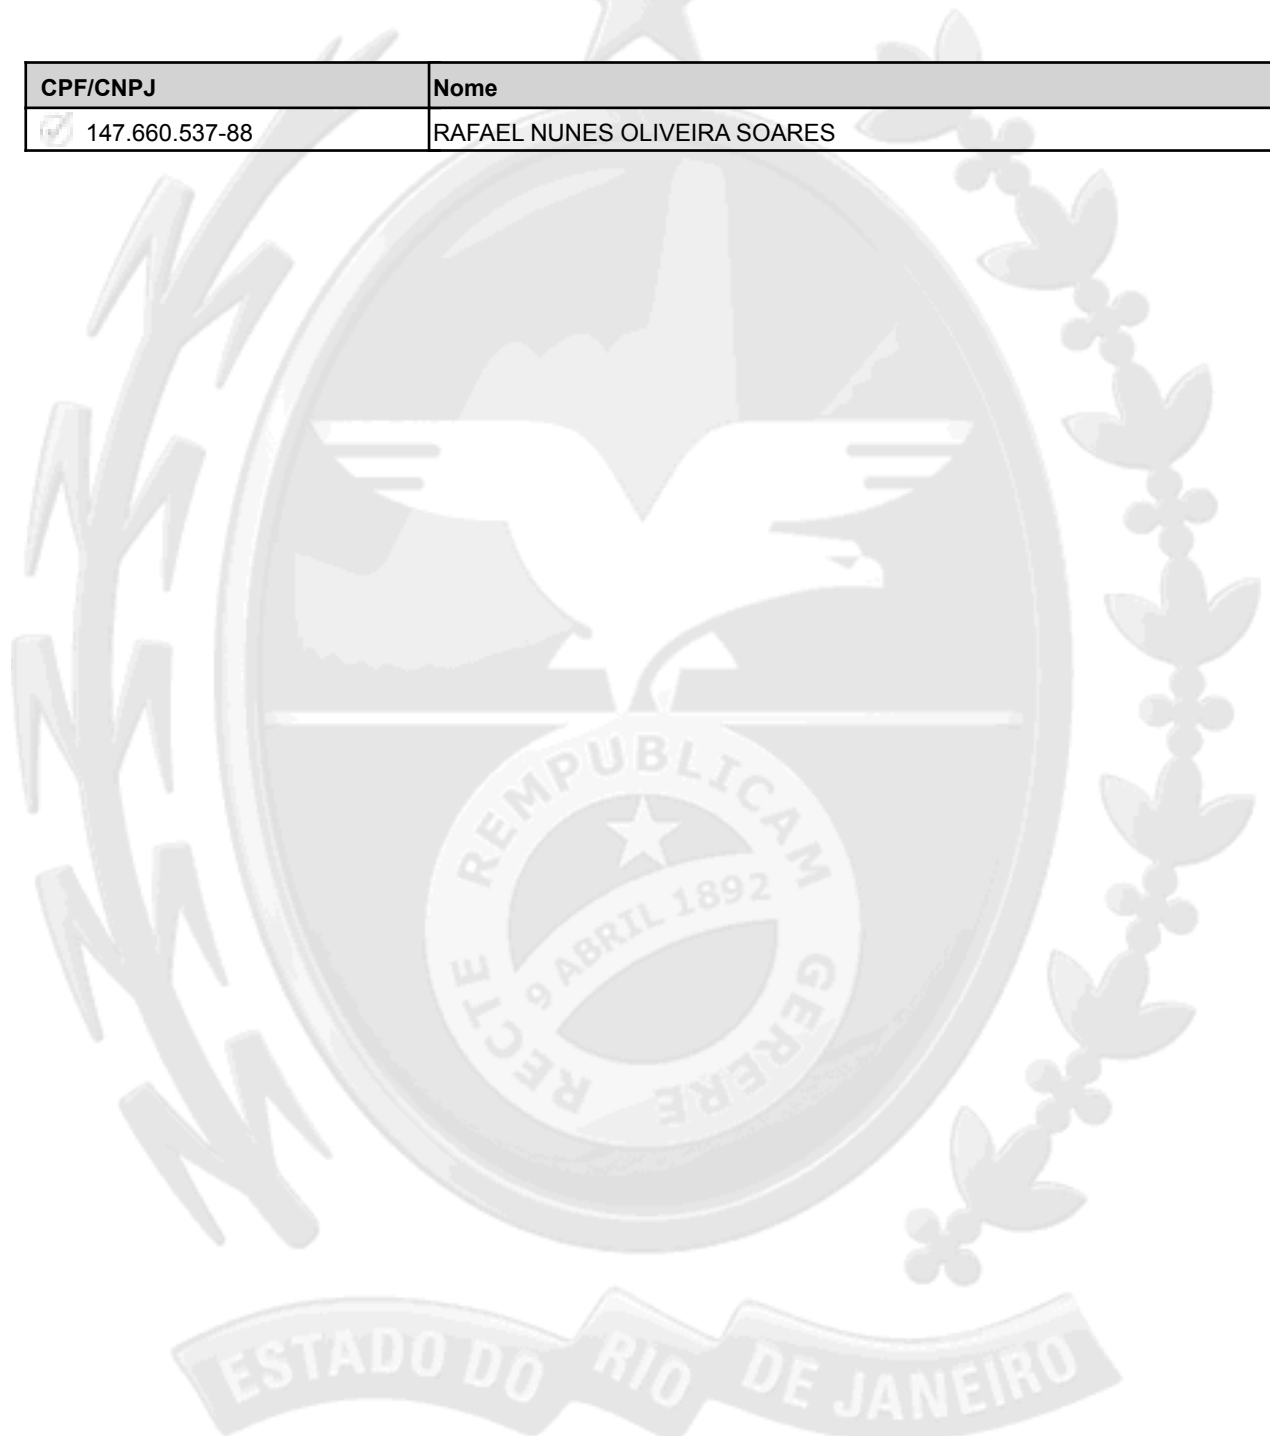 CPF/CNPJ Nome
147.660.537-88 RAFAEL NUNES OLIVEIRA SOARES
REMPUBLICAM
9 ABRIL 1892
RECTE GERERE
ESTADO DO RIO DE JANEIRO